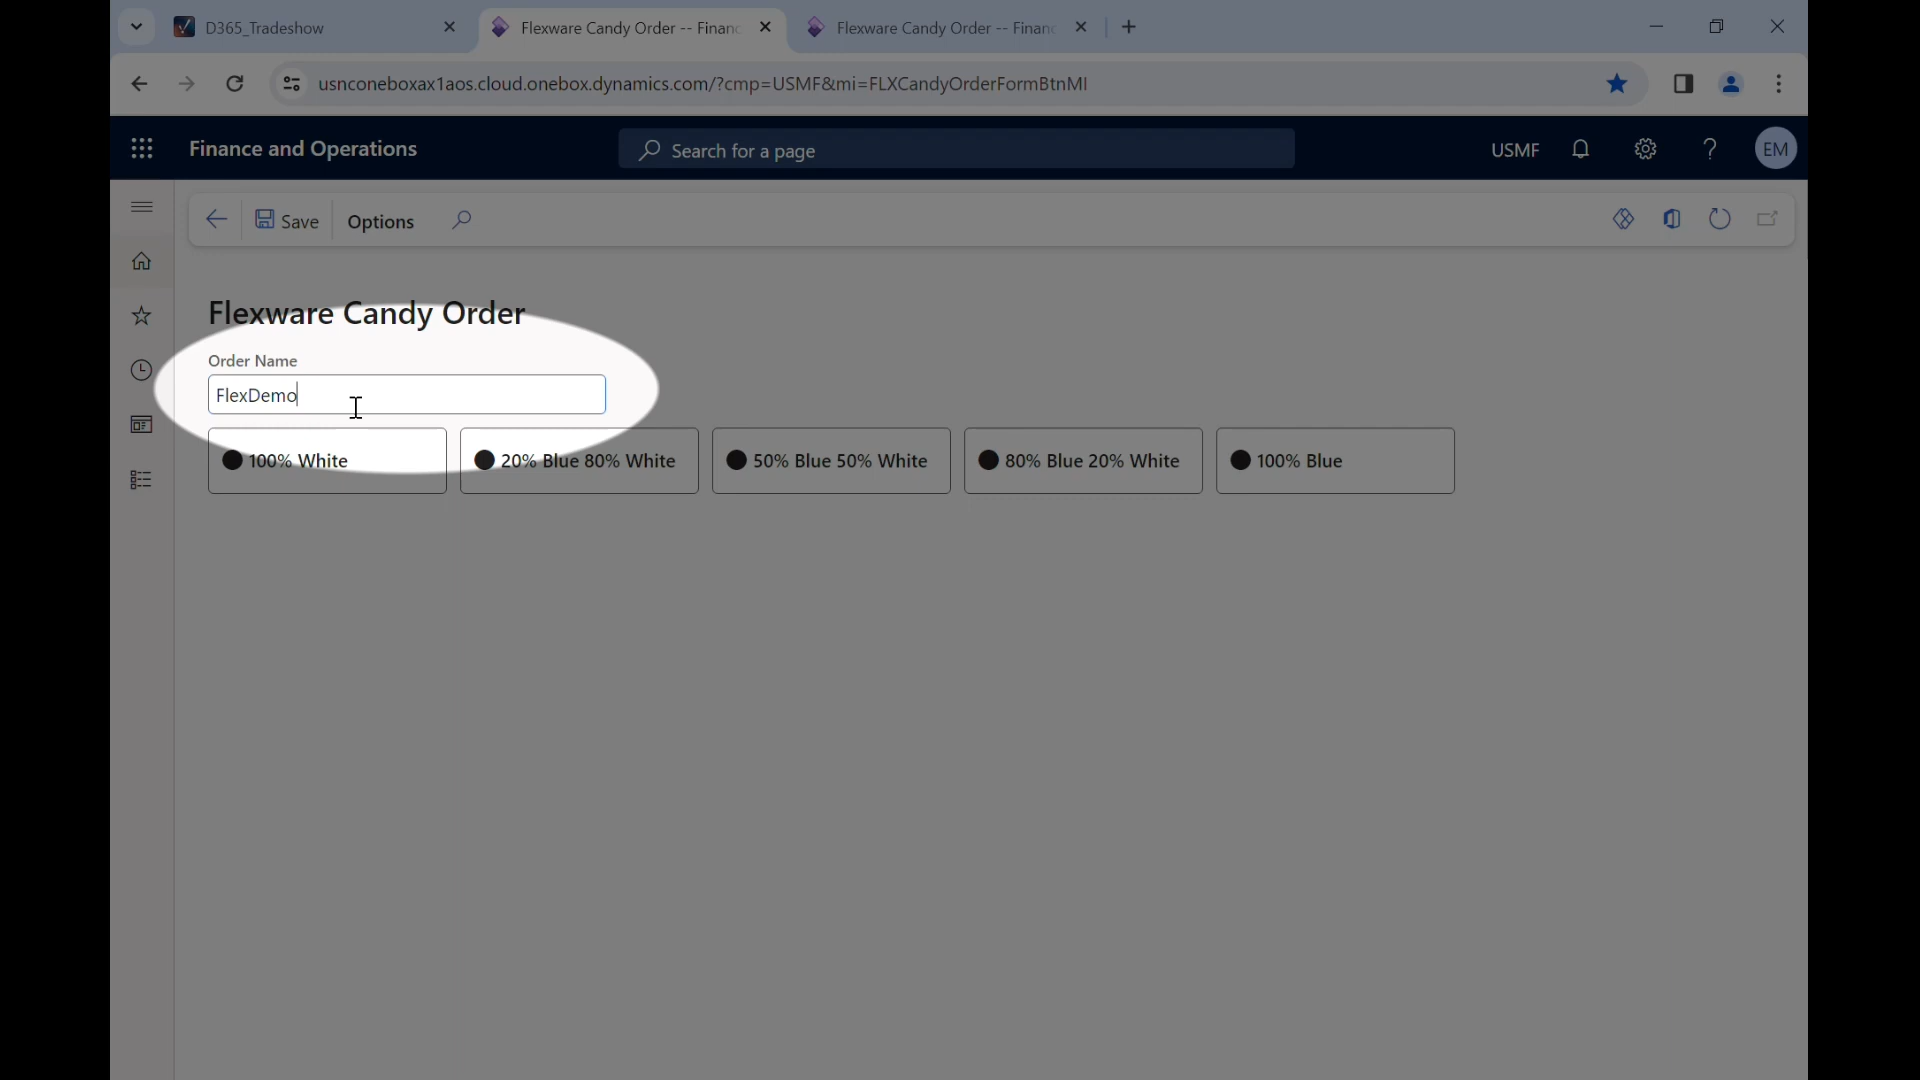 D365_Tradeshow
Flexware Candy Order -- Financ
Flexware Candy Order -- Financ
usnconeboxax1aos.cloud.onebox.dynamics.com/?cmp=USMF&mi=FLXCandyOrderFormBtnMI
Finance and Operations
Search for a page
USMF
EM
Save
Options
Flexware Candy Order
Order Name
FlexDemo
100% White
20% Blue 80% White
50% Blue 50% White
80% Blue 20% White
100% Blue